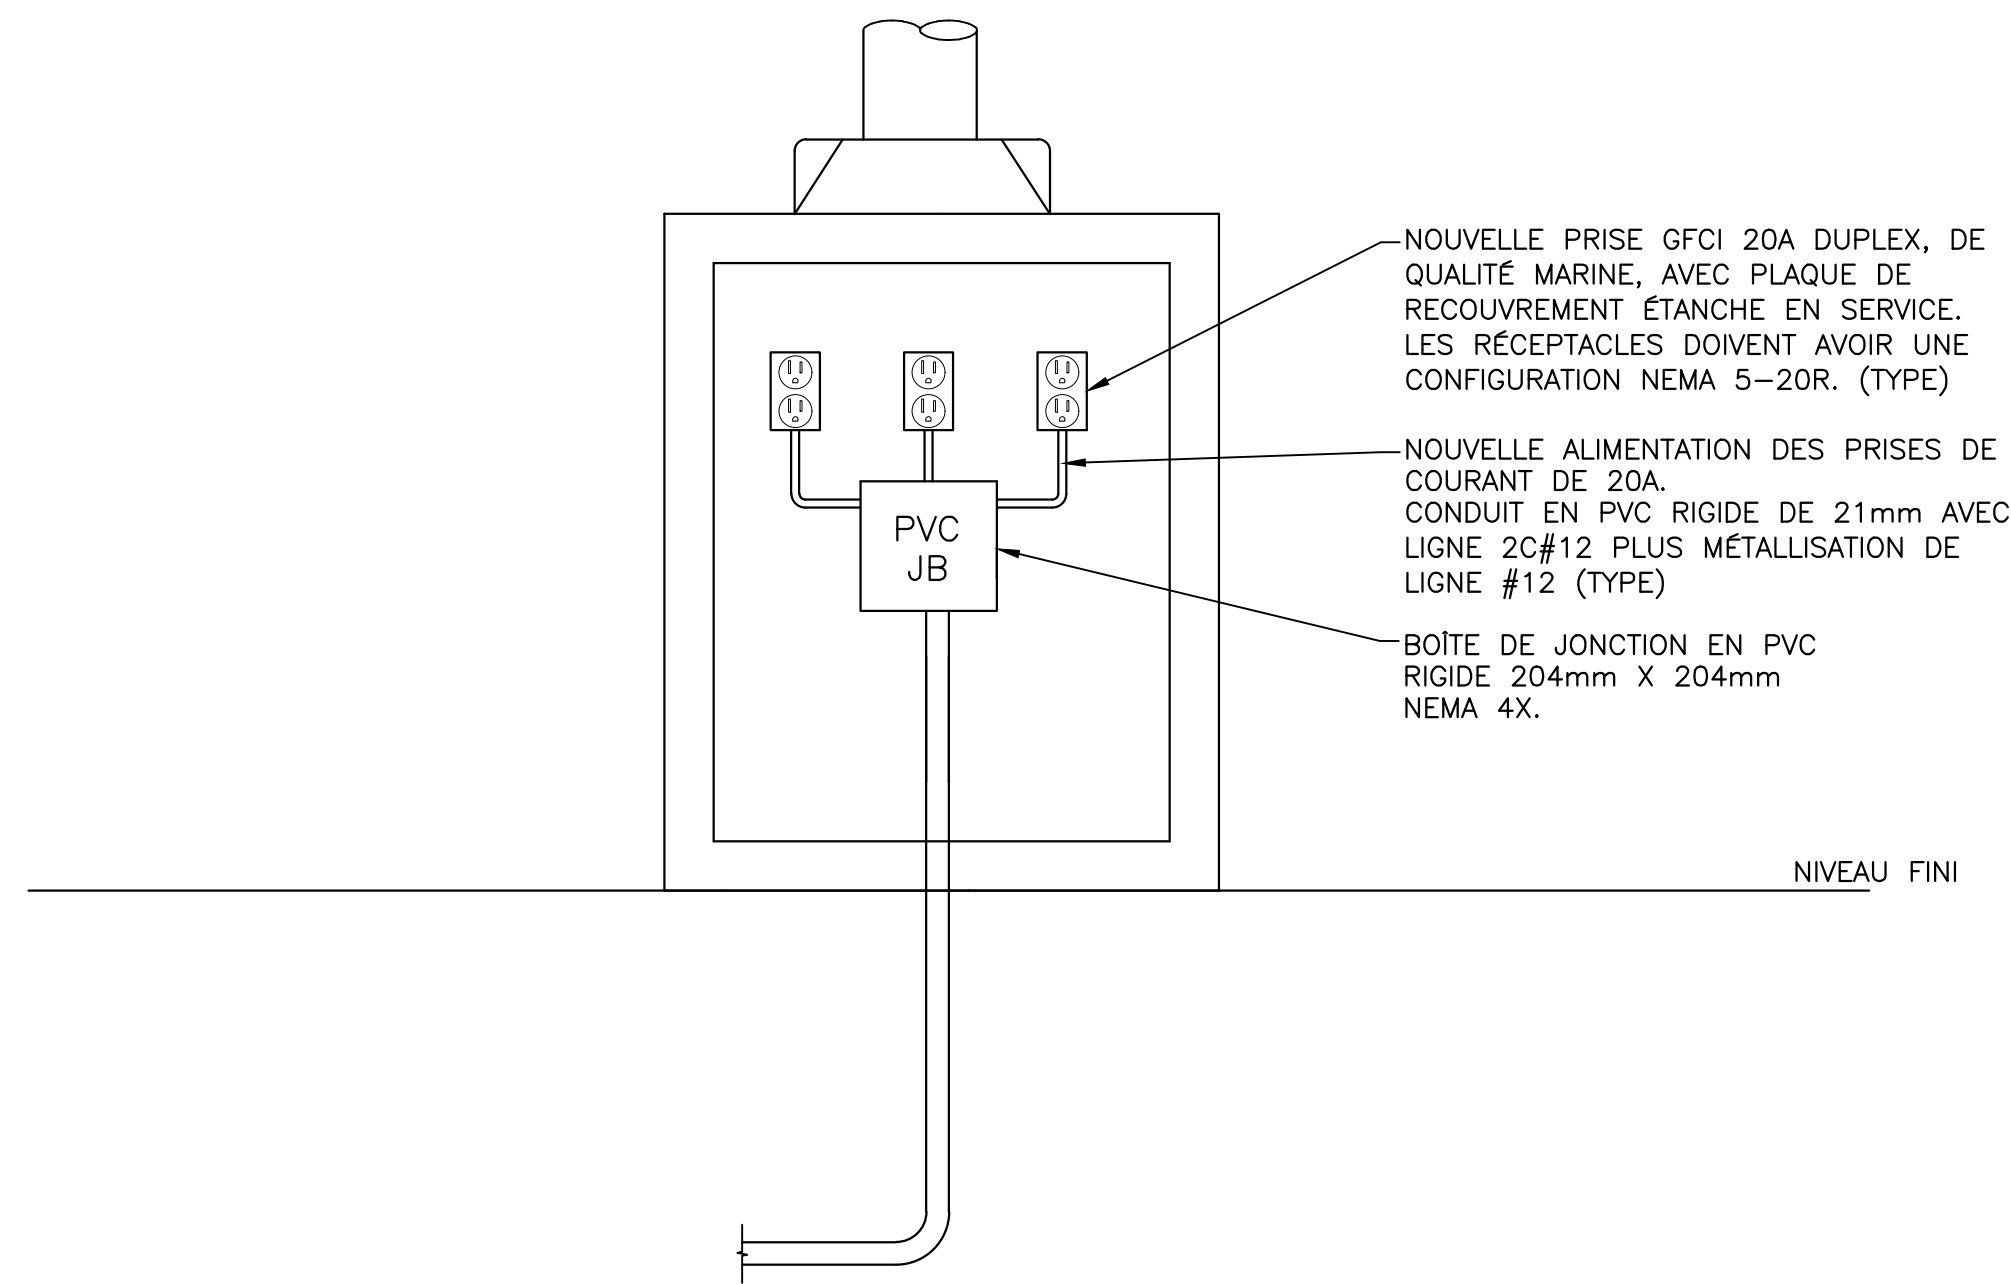 NOUVELLE PRISE GFCI 20A DUPLEX, DE
QUALITÉ MARINE, AVEC PLAQUE DE
RECOUVREMENT ÉTANCHE EN SERVICE.
LES RÉCEPTACLES DOIVENT AVOIR UNE
CONFIGURATION NEMA 5-20R. (TYPE)
NOUVELLE ALIMENTATION DES PRISES DE
COURANT DE 20A.
CONDUIT EN PVC RIGIDE DE 21mm AVEC
LIGNE 2C#12 PLUS MÉTALLISATION DE
LIGNE #12 (TYPE)
PVC
JB
BOÎTE DE JONCTION EN PVC
RIGIDE 204mm X 204mm
NEMA 4X.
NIVEAU FINI